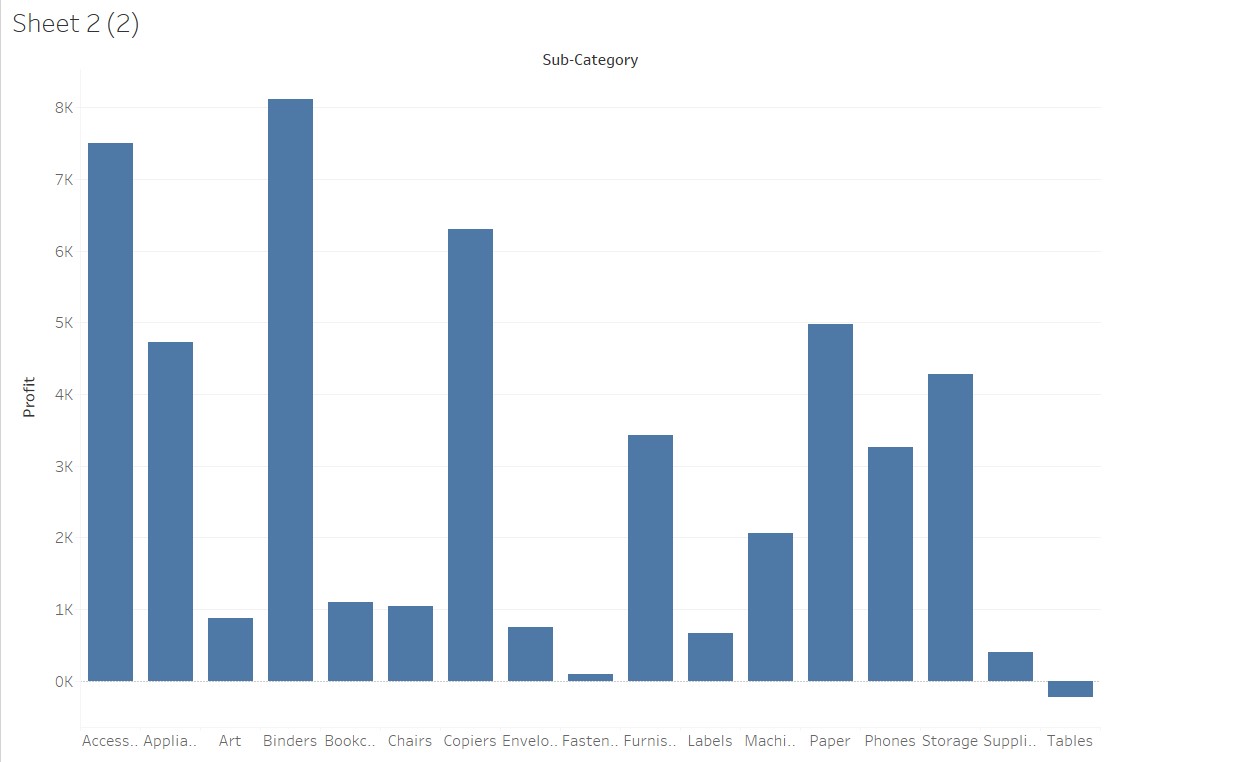 Sheet 2 (2)
Sub-Category
8K
7K
6K
5K
4K
3K
2K
1K
0K
Profit
Access.. Applia.. Art Binders Bookc.. Chairs Copiers Envelo.. Fasten.. Furnis.. Labels Machi.. Paper Phones Storage Suppli.. Tables